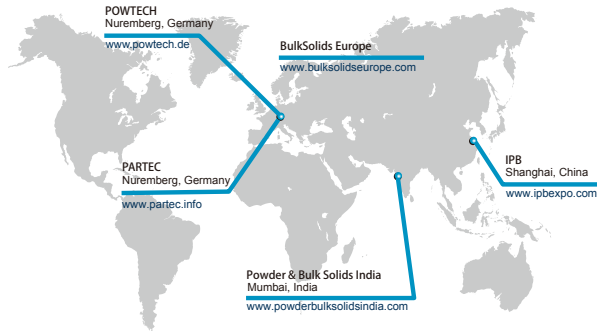 POWTECH
Nuremberg, Germany
www.powtech.de
BulkSolids Europe
www.bulksolidseurope.com
PARTEC
Nuremberg, Germany
www.partec.info
IPB
Shanghai, China
www.ipbexpo.com
Powder & Bulk Solids India
Mumbai, India
www.powderbulksolidsindia.com